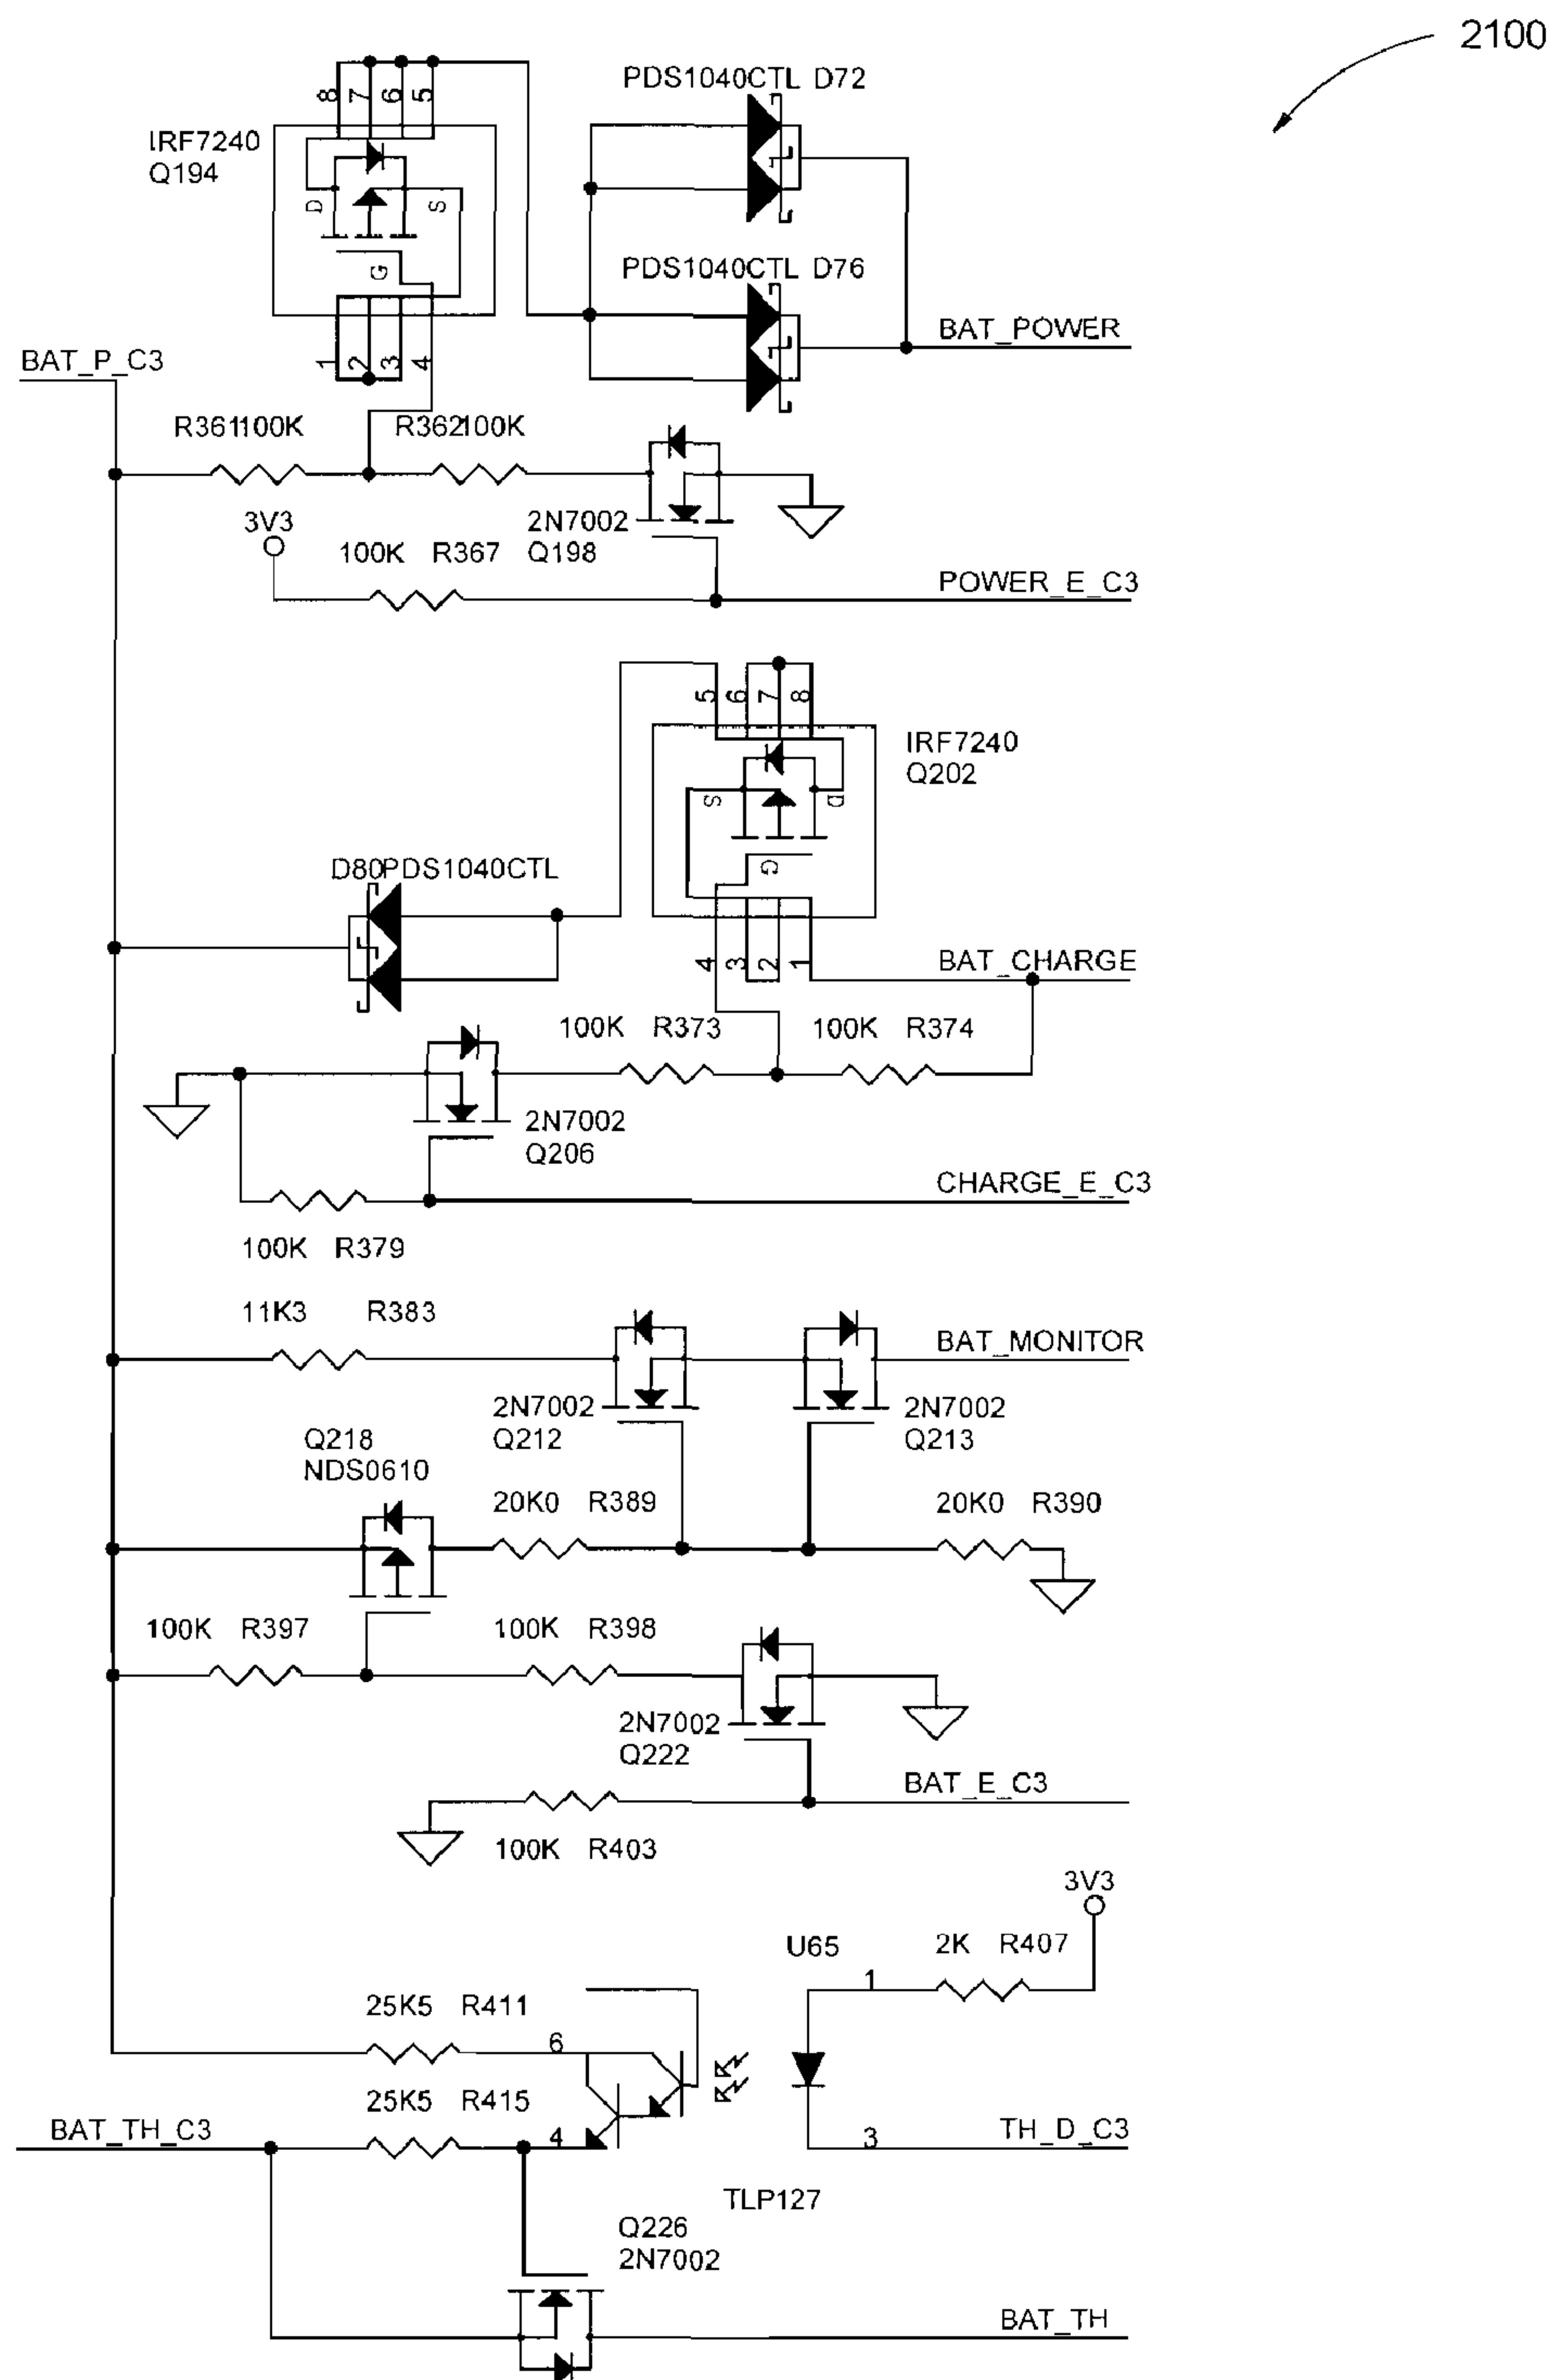 2100
PDS1040CTL D72
8 7 6 5
IRF7240
Q194
D S
G
PDS1040CTL D76
BAT_POWER
BAT_P_C3
1 2 3 4
R361100K R362100K
3V3
2N7002
Q198
100K R367
POWER_E_C3
5 6 7 8
IRF7240
Q202
S D
G
D80PDS1040CTL
4 3 2 1
BAT_CHARGE
100K R373 100K R374
2N7002
Q206
CHARGE_E_C3
100K R379
11K3 R383
BAT_MONITOR
2N7002
Q212
2N7002
Q213
Q218
NDS0610
20K0 R389
20K0 R390
100K R397 100K R398
2N7002
Q222
BAT_E_C3
100K R403
3V3
U65
2K R407
1
25K5 R411
6
25K5 R415
BAT_TH_C3
4
3
TH_D_C3
TLP127
Q226
2N7002
BAT_TH